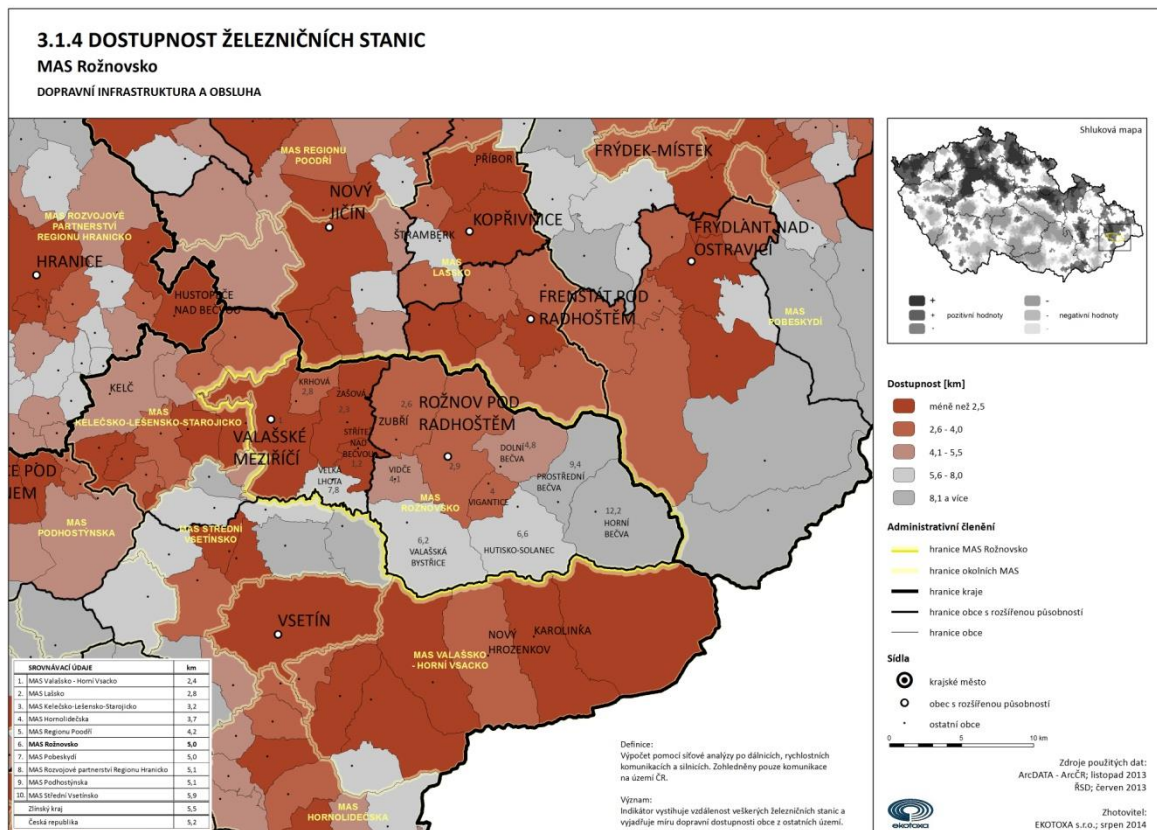 3.1.4 DOSTUPNOST ŽELEZNIČNÍCH STANIC
MAS Rožnovsko
DOPRAVNÍ INFRASTRUKTURA A OBSLUHA
MAS REGIONU
POODŘÍ
PŘÍBOR
FRÝDEK-MÍSTEK
MAS ROZVOJOVÉ
PARTNERSTVÍ
REGIONU HRANICKO
HRANICE
NOVÝ
JIČÍN
KOPŘIVNICE
ŠTRAMBERK
MAS
LAŠSKO
FRÝDLANT NAD
OSTRAVICÍ
HUSTOPEČE
NAD BEČVOU
FRENŠTÁT POD
RADHOŠTĚM
MAS
POBESKYDÍ
KELČ
MAS
KELEČSKO-LEŠENSKO-STAROJICKO
KRHOVÁ
2,8
ZAŠOVÁ
2,3
VALAŠSKÉ
MEZIŘÍČÍ
STŘÍTEŽ
NAD
BEČVOU
1,2
ZUBŘÍ
2,6
ROŽNOV POD
RADHOŠTĚM
2,9
DOLNÍ
BEČVA
4,8
PROSTŘEDNÍ
BEČVA
9,4
VELKÁ
LHOTA
7,8
VIDČE
4,1
VIGANTICE
4
MAS
ROŽNOVSKO
12,2
HORNÍ
BEČVA
6,2
VALAŠSKÁ
BYSTŘICE
6,6
HUTISKO-SOLANEC
CE POD
NEM
MAS
PODHOSTÝNSKA
MAS STŘEDNÍ
VSETÍNSKO
VSETÍN
MAS VALAŠSKO
- HORNÍ VSACKO
NOVÝ
HROZENKOV
KAROLINKA
MAS
HORNOLIDEČSKA
SROVNÁVACÍ ÚDAJE km
1. MAS Valašsko - Horní Vsacko 2,4
2. MAS Lašsko 2,8
3. MAS Kelečsko-Lešensko-Starojicko 3,2
4. MAS Hornolidečska 3,7
5. MAS Regionu Poodří 4,2
6. MAS Rožnovsko 5,0
7. MAS Pobeskydí 5,0
8. MAS Rozvojové partnerství Regionu Hranicko 5,1
9. MAS Podhostýnska 5,1
10. MAS Střední Vsetínsko 5,9
Zlínský kraj 5,5
Česká republika 5,2
Definice:
Výpočet pomocí síťové analýzy po dálnicích, rychlostních
komunikacích a silnicích. Zohledněny pouze komunikace
na území ČR.
Význam:
Indikátor vystihuje vzdálenost veškerých železničních stanic a
vyjadřuje míru dopravní dostupnosti obce z ostatních území.
Shluková mapa
+ -
+ pozitivní hodnoty - negativní hodnoty
Dostupnost [km]
méně než 2,5
2,6 - 4,0
4,1 - 5,5
5,6 - 8,0
8,1 a více
Administrativní členění
hranice MAS Rožnovsko
hranice okolních MAS
hranice kraje
hranice obce s rozšířenou působností
hranice obce
Sídla
krajské město
obec s rozšířenou působností
ostatní obce
0 5 10 km
Zdroje použitých dat:
ArcDATA - ArcČR; listopad 2013
ŘSD; červen 2013
Zhotovitel:
EKOTOXA s.r.o.; srpen 2014
ekotoxa